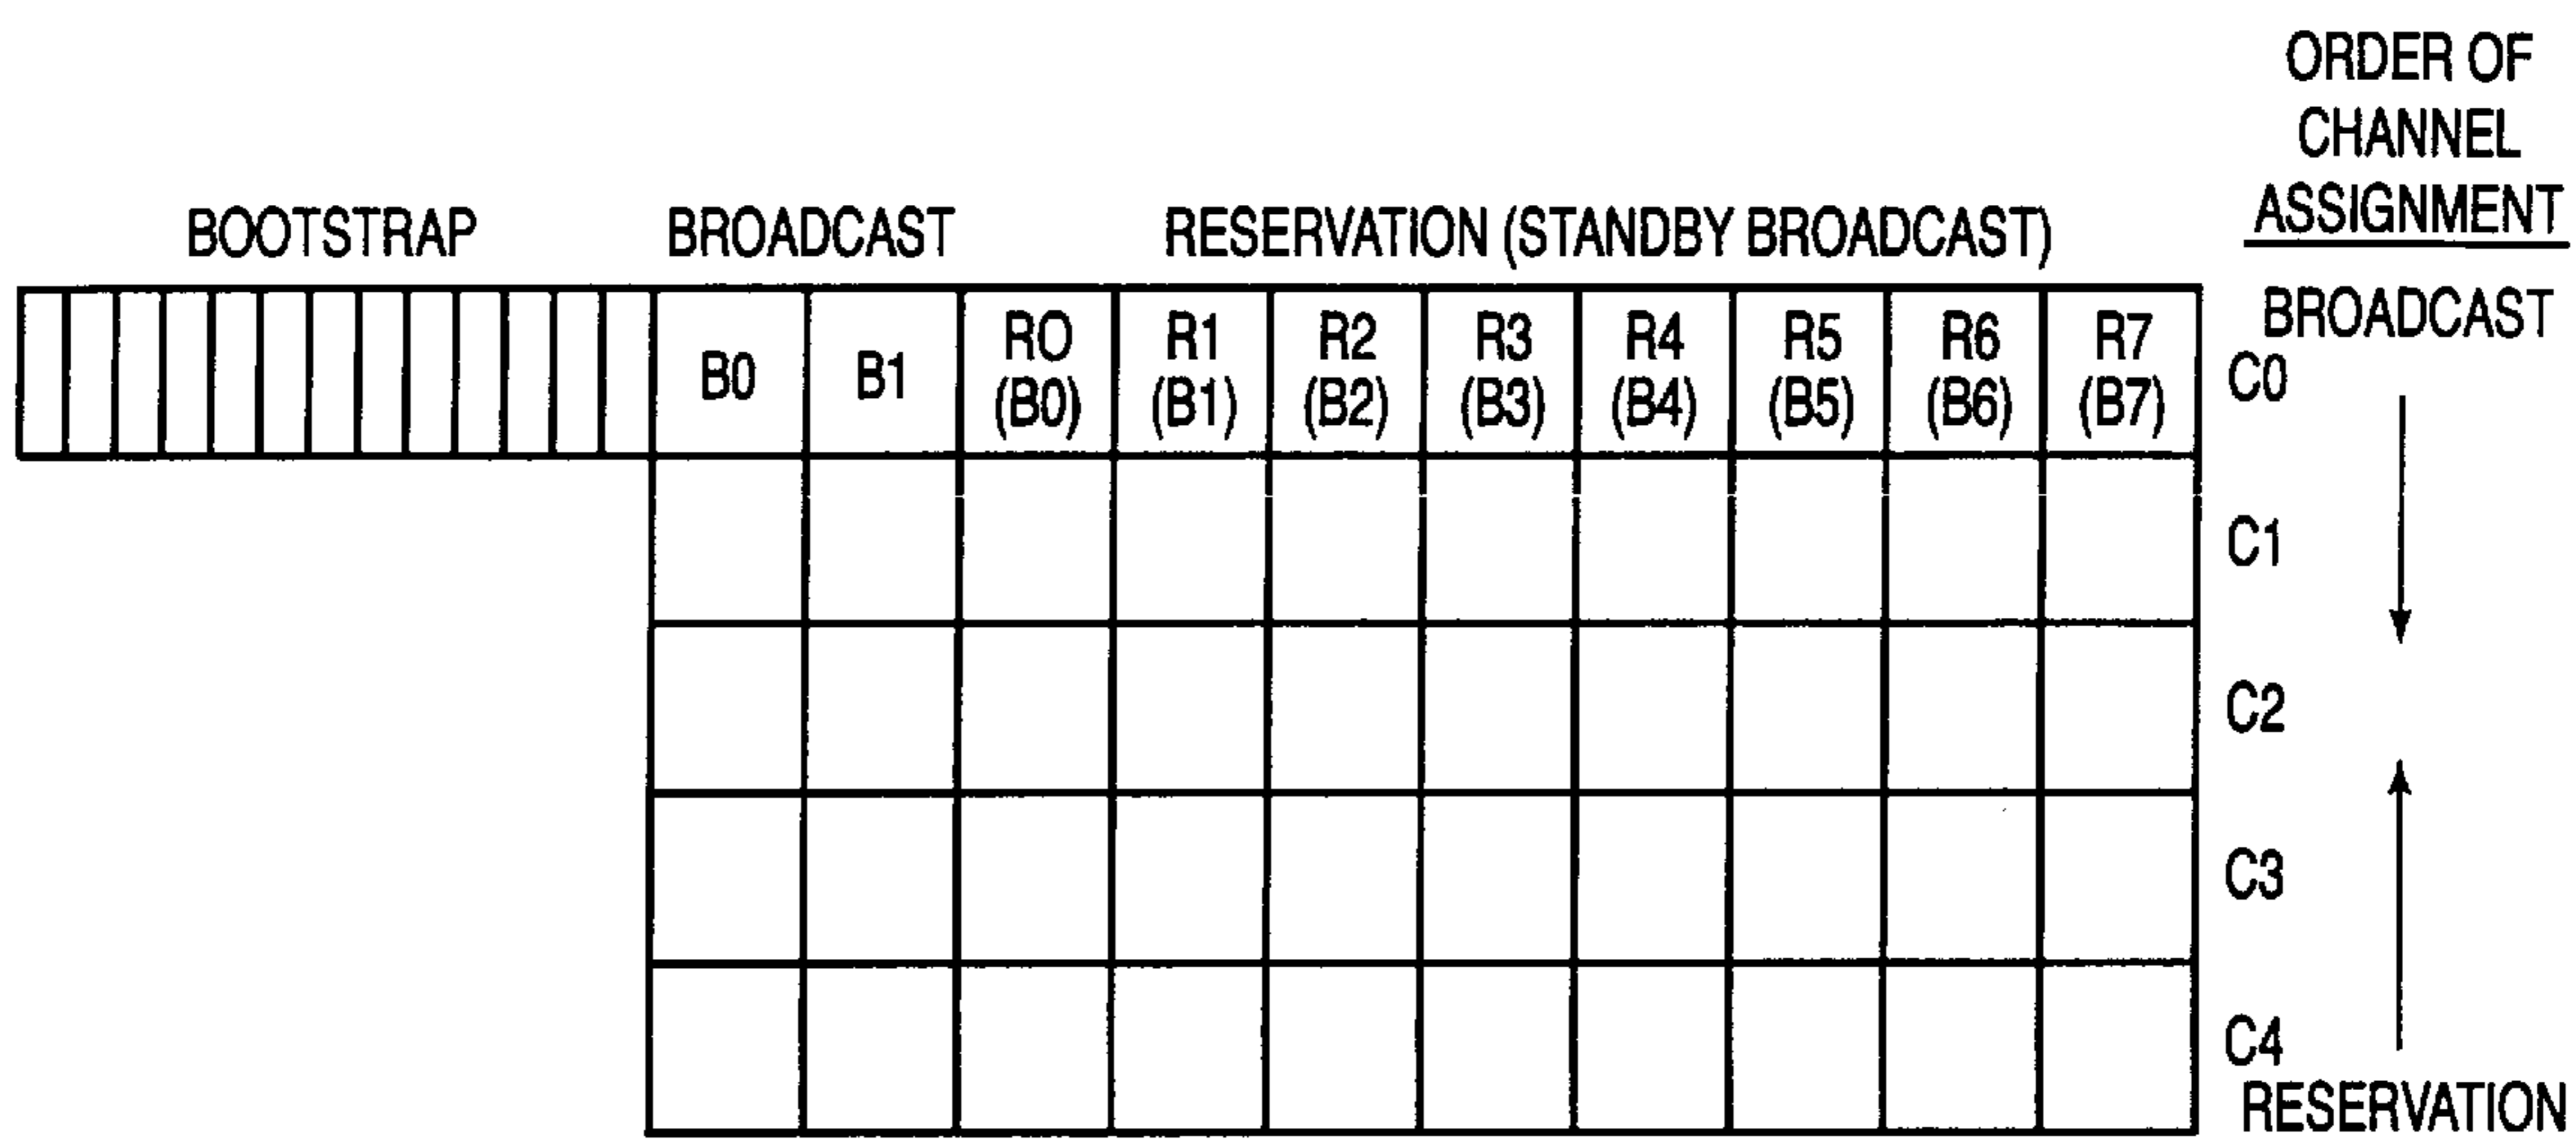 ORDER OF
CHANNEL
ASSIGNMENT
BOOTSTRAP BROADCAST RESERVATION (STANDBY BROADCAST)
BROADCAST
B0 B1 RO R1 R2 R3 R4 R5 R6 R7
(B0) (B1) (B2) (B3) (B4) (B5) (B6) (B7)
C0
C1
C2
C3
C4
RESERVATION